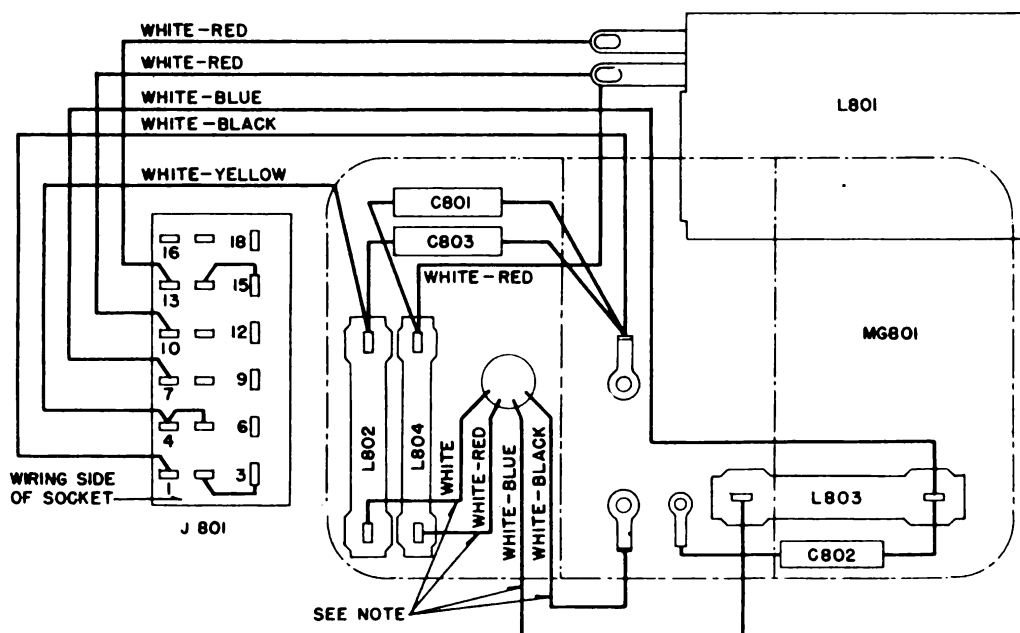 WHITE-RED
WHITE-RED
WHITE-BLUE
WHITE-BLACK
WHITE-YELLOW
L801
C801
C803
WHITE-RED
16 18
13 15
10 12
7 9
4 6
1 3
WIRING SIDE
OF SOCKET
J 801
MG801
L802
L804
WHITE
WHITE-RED
WHITE-BLUE
WHITE-BLACK
L803
C802
SEE NOTE